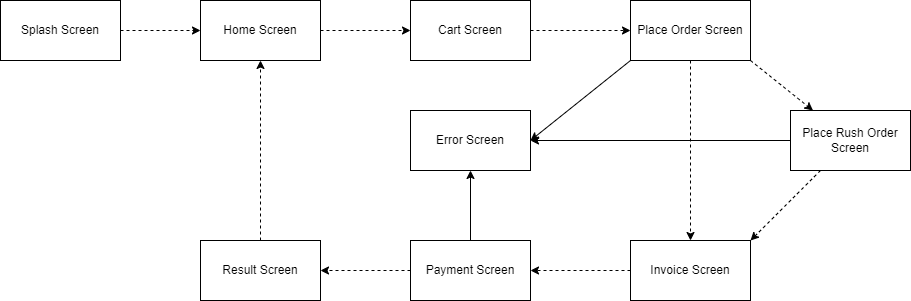 Splash Screen
Home Screen
Cart Screen
Place Order Screen
Error Screen
Place Rush Order
Screen
Result Screen
Payment Screen
Invoice Screen